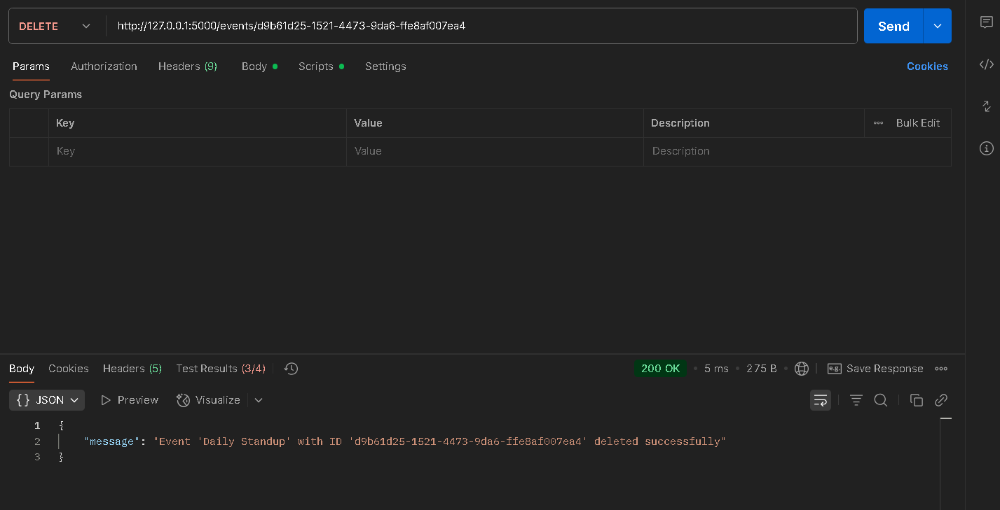 DELETE http://127.0.0.1:5000/events/d9b61d25-1521-4473-9da6-ffe8af007ea4 Send
Params Authorization Headers (9) Body Scripts Settings Cookies
Query Params
Key Value Description Bulk Edit
Key Value Description
Body Cookies Headers (5) Test Results (3/4) 200 OK 5 ms 275 B e.g. Save Response
{} JSON Preview Visualize
1 {
2 "message": "Event 'Daily Standup' with ID 'd9b61d25-1521-4473-9da6-ffe8af007ea4' deleted successfully"
3 }